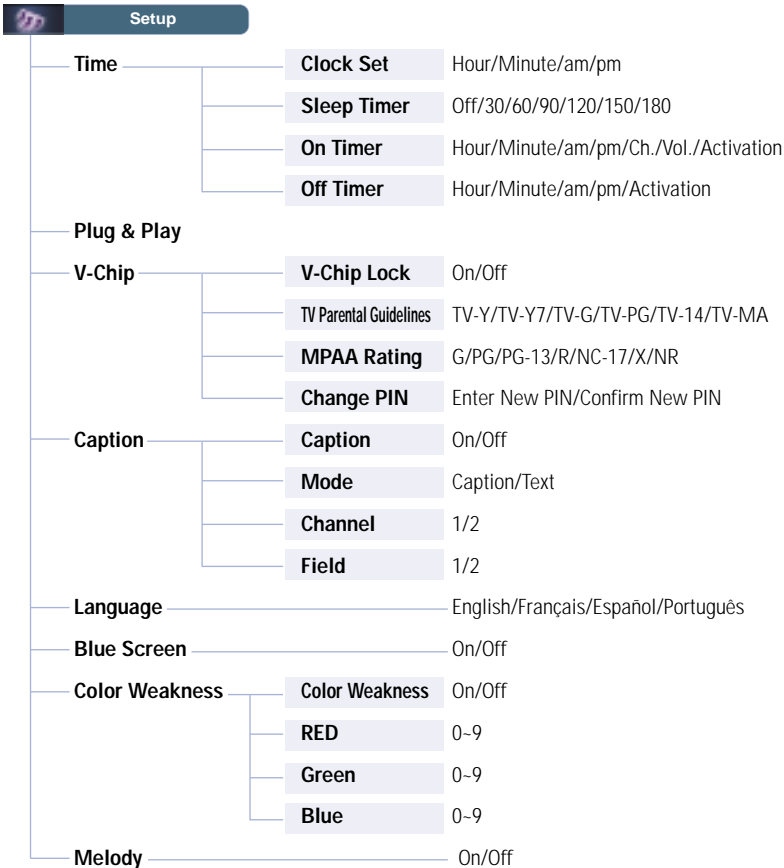 Setup
Time Clock Set Hour/Minute/am/pm
Sleep Timer Off/30/60/90/120/150/180
On Timer Hour/Minute/am/pm/Ch./Vol./Activation
Off Timer Hour/Minute/am/pm/Activation
Plug & Play
V-Chip V-Chip Lock On/Off
TV Parental Guidelines TV-Y/TV-Y7/TV-G/TV-PG/TV-14/TV-MA
MPAA Rating G/PG/PG-13/R/NC-17/X/NR
Change PIN Enter New PIN/Confirm New PIN
Caption Caption On/Off
Mode Caption/Text
Channel 1/2
Field 1/2
Language English/Français/Español/Português
Blue Screen On/Off
Color Weakness Color Weakness On/Off
RED 0~9
Green 0~9
Blue 0~9
Melody On/Off